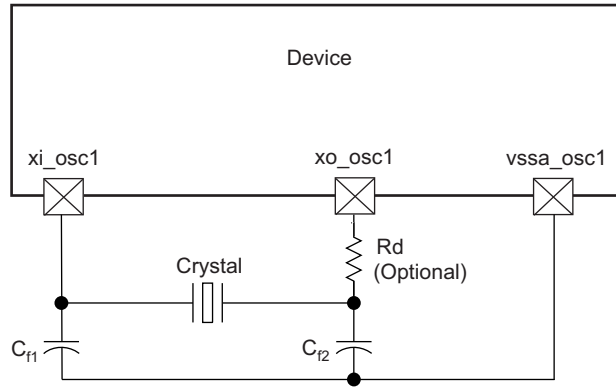 Device
xi_osc1
xo_osc1
vssa_osc1
Rd
(Optional)
Crystal
Cf1
Cf2